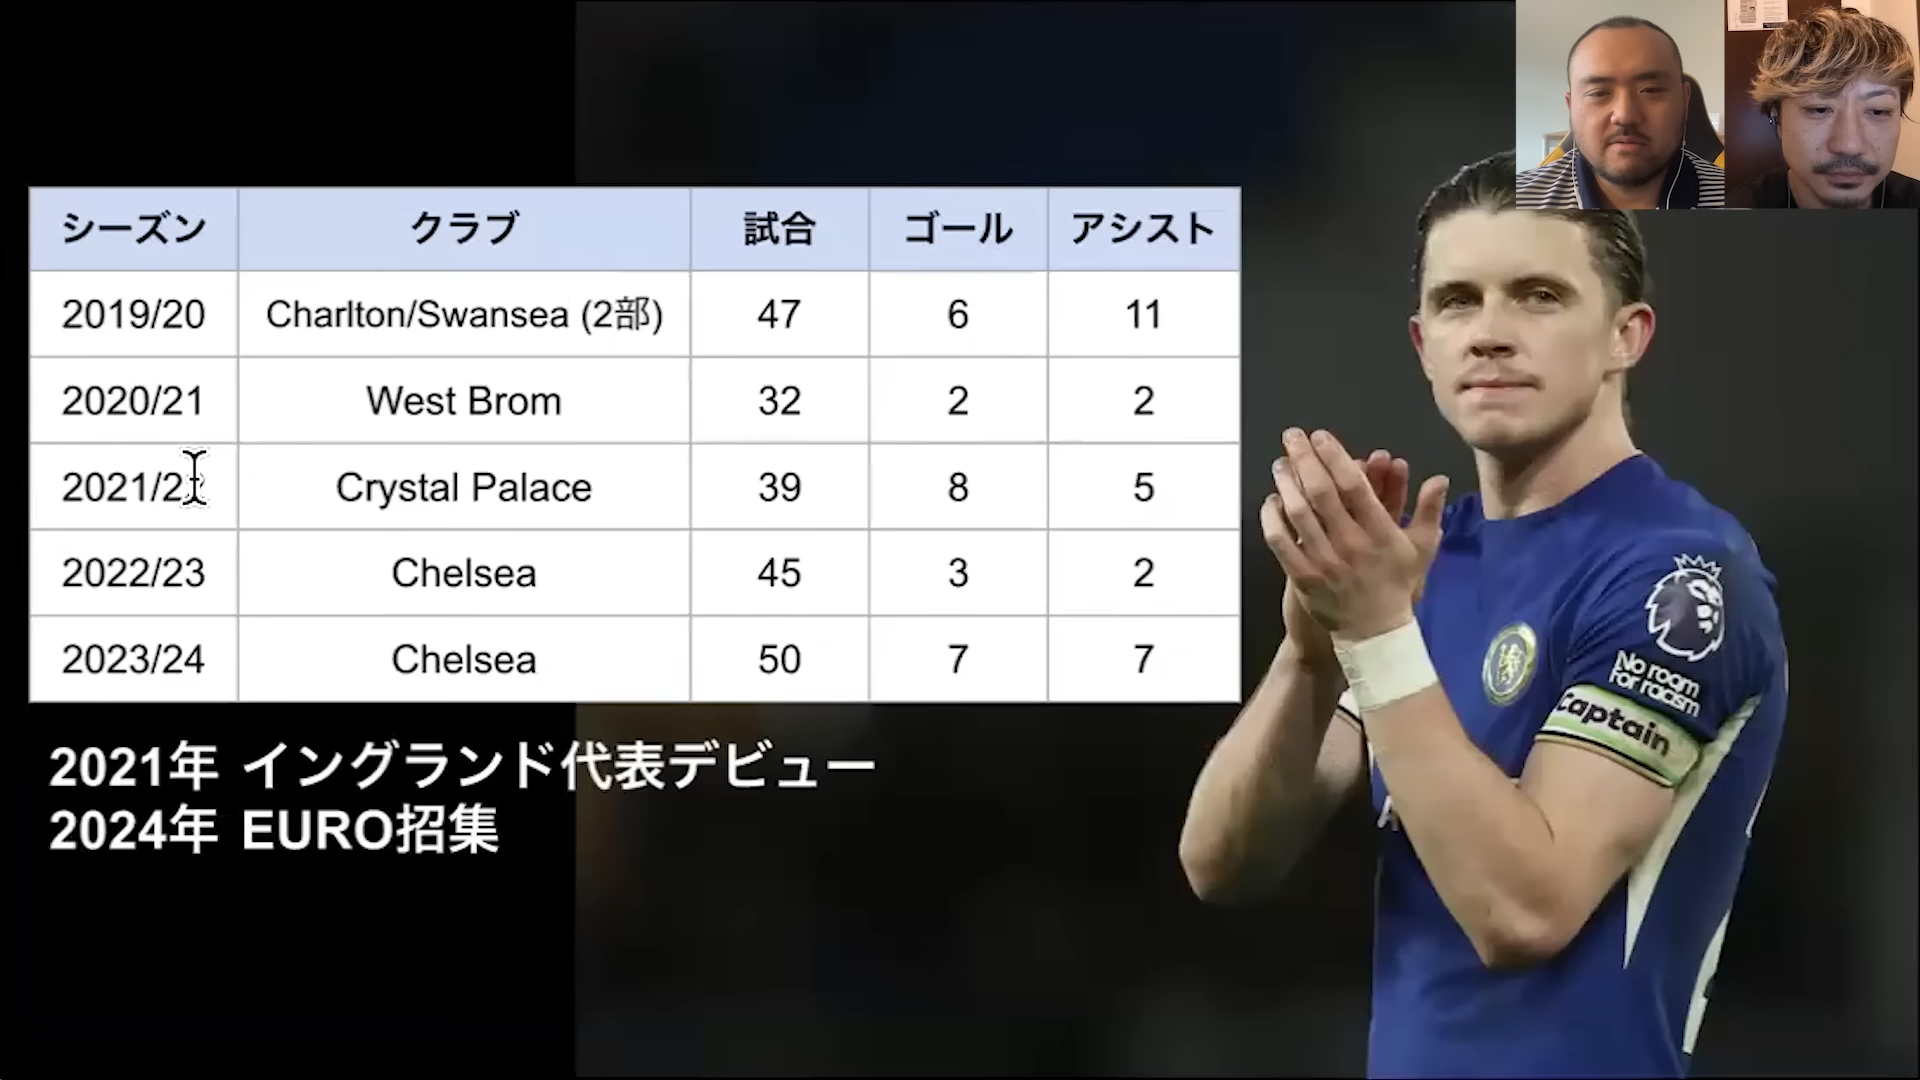 シーズン クラブ 試合 ゴール アシスト
2019/20 Charlton/Swansea (2部) 47 6 11
2020/21 West Brom 32 2 2
2021/2 Crystal Palace 39 8 5
2022/23 Chelsea 45 3 2
2023/24 Chelsea 50 7 7
2021年 イングランド代表デビュー
2024年 EURO招集
No room
for racism
Captain